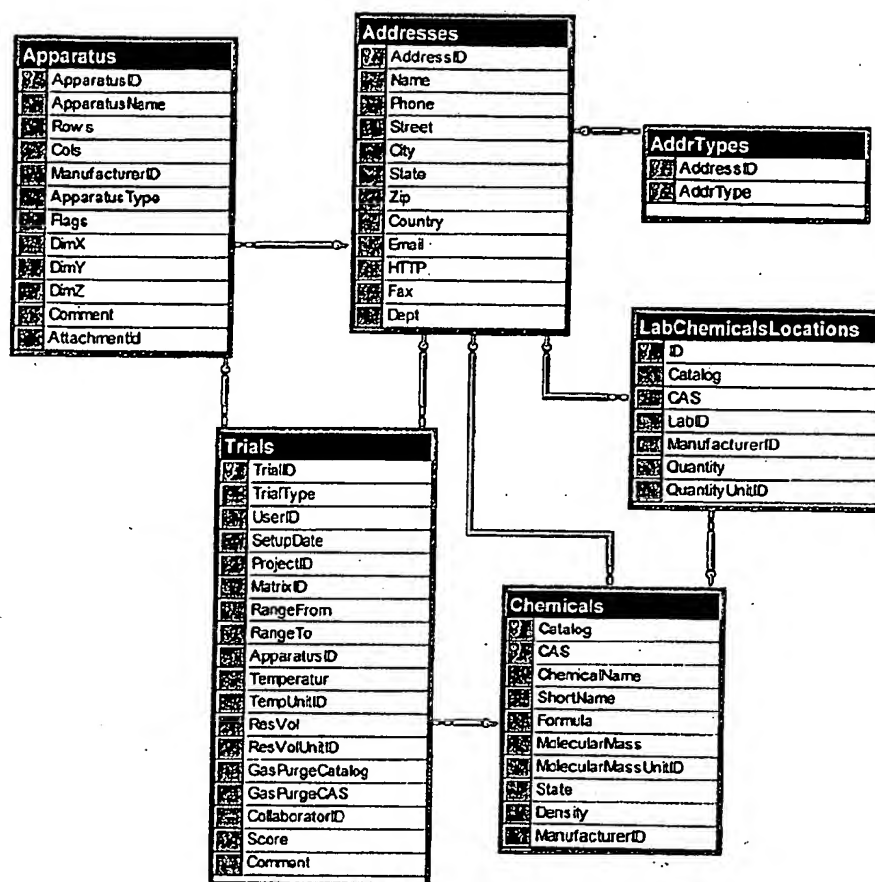 Apparatus
ApparatusID
ApparatusName
Rows
Cols
ManufacturerID
ApparatusType
Flags
DimX
DimY
DimZ
Comment
AttachmentId
Addresses
AddressID
Name
Phone
Street
City
State
Zip
Country
Email
HTTP
Fax
Dept
AddrTypes
AddressID
AddrType
LabChemicalsLocations
ID
Catalog
CAS
LabID
ManufacturerID
Quantity
QuantityUnitID
Trials
TrialID
TrialType
UserID
SetupDate
ProjectID
MatrixID
RangeFrom
RangeTo
ApparatusID
Temperatur
TempUnitID
ResVol
ResVolUnitID
GasPurgeCatalog
GasPurgeCAS
CollaboratorID
Score
Comment
Chemicals
Catalog
CAS
ChemicalName
ShortName
Formula
MolecularMass
MolecularMassUnitID
State
Density
ManufacturerID